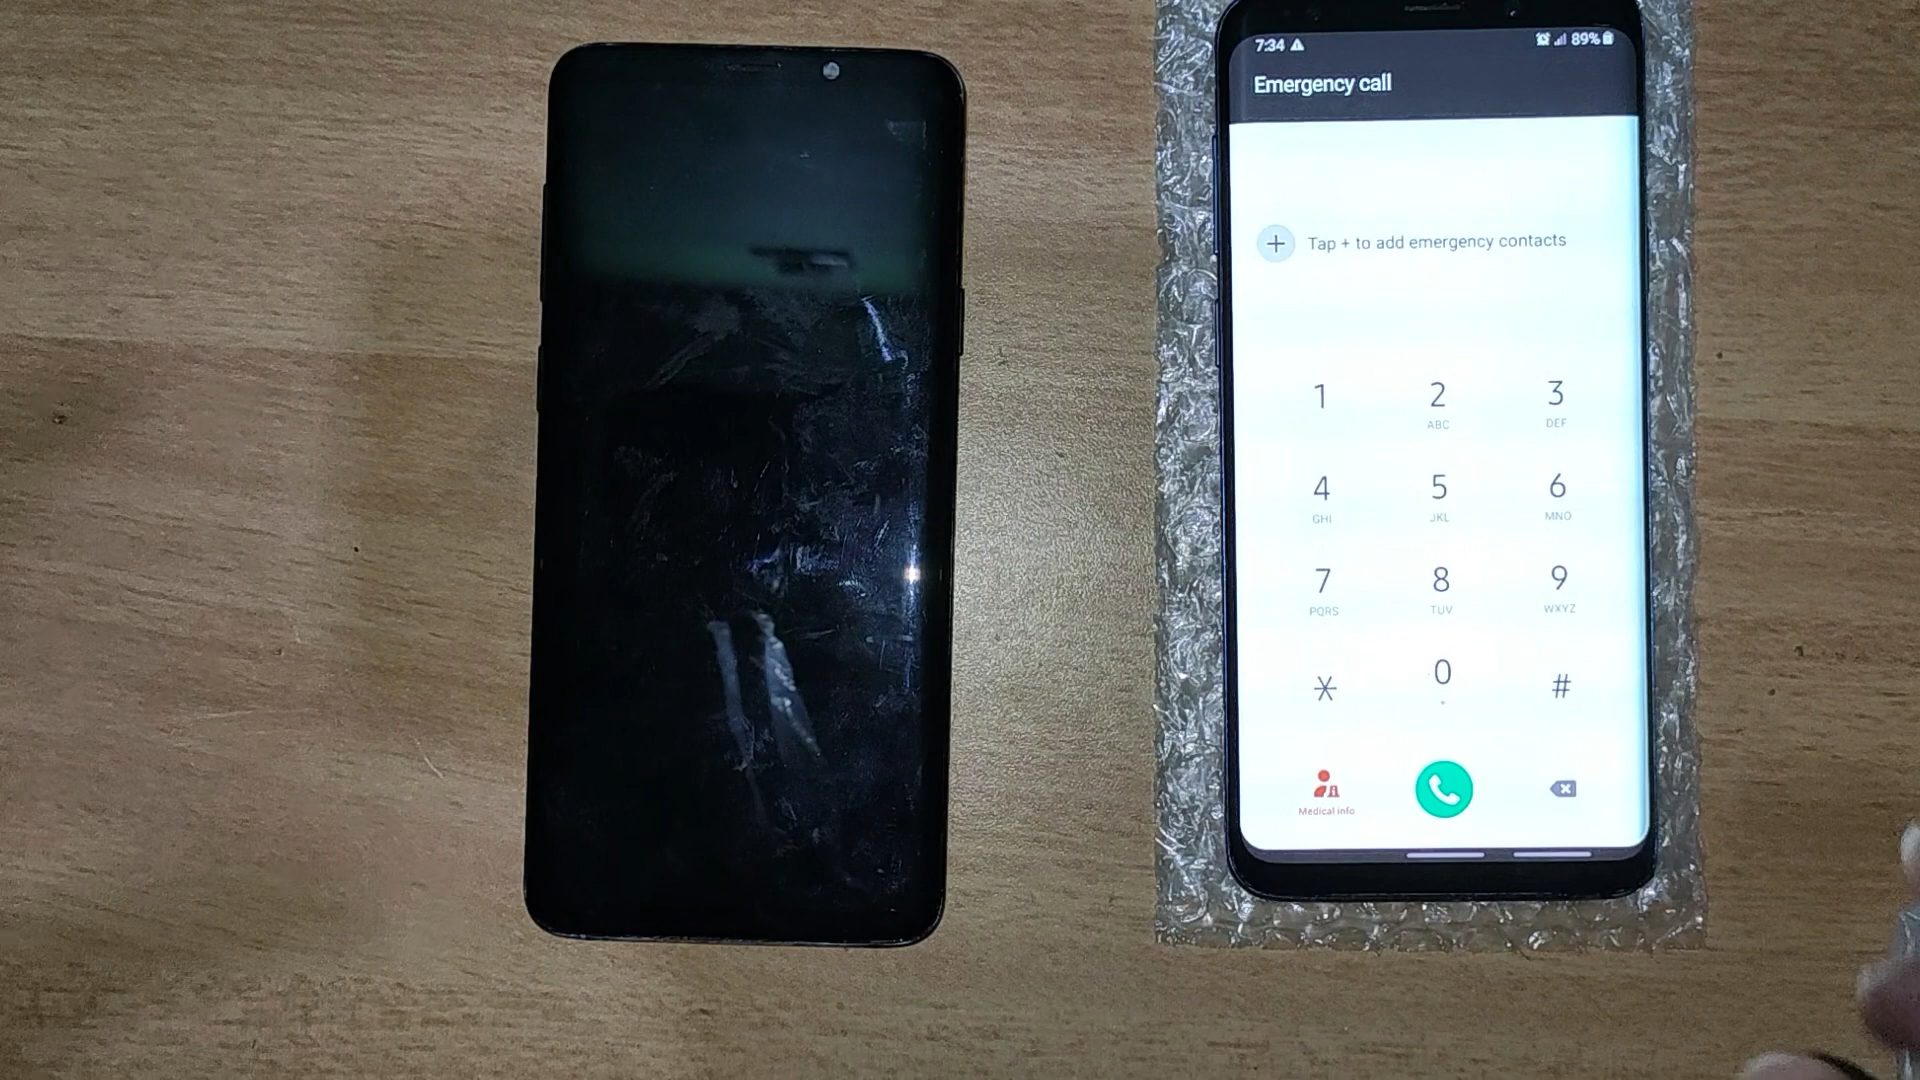 7:34 89%
Emergency call
+ Tap + to add emergency contacts
1 2 3
ABC DEF
4 5 6
GHI JKL MNO
7 8 9
PQRS TUV WXYZ
* 0 #
Medical info